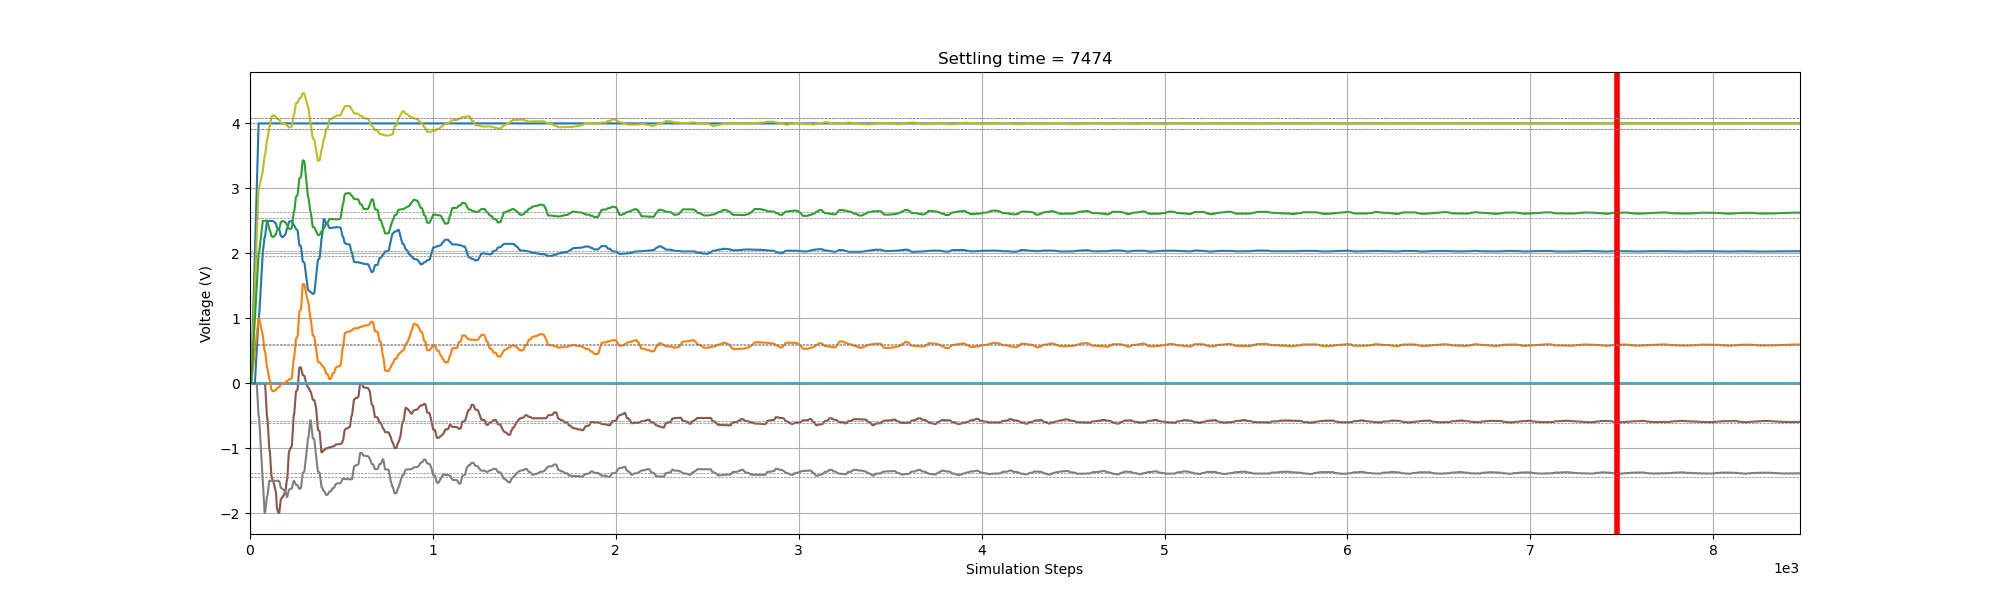 Settling time = 7474
Voltage (V)
4
3
2
1
0
−1
−2
0 1 2 3 4 5 6 7 8
Simulation Steps
1e3